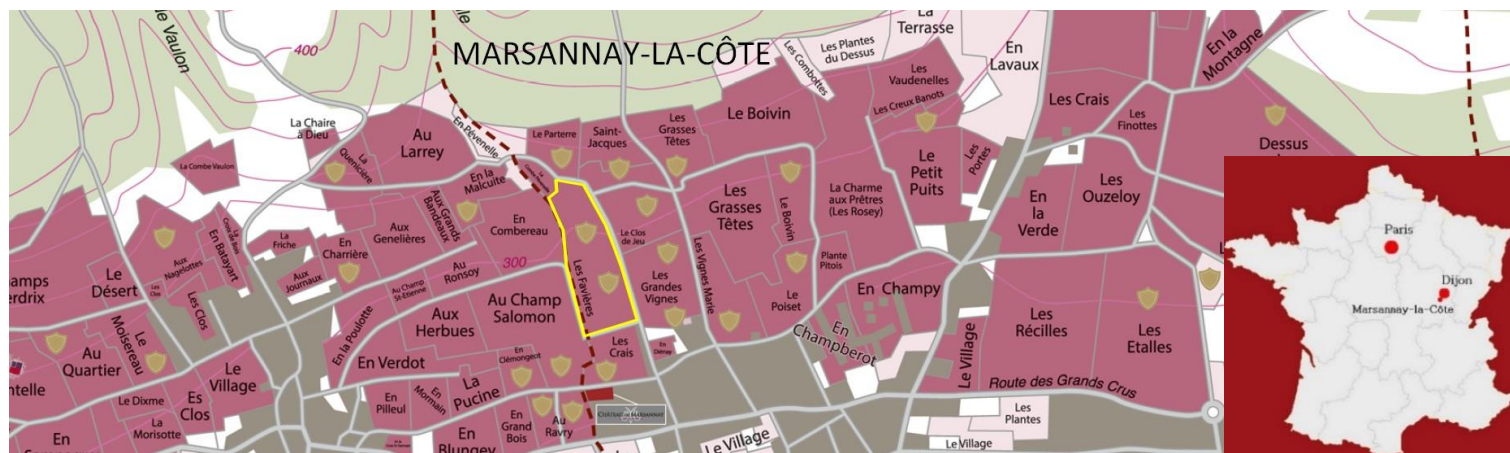 MARSANNAY-LA-CÔTE
400
300
La
Terrasse
En
Lavaux
En la
Montagne
Les Plantes
du Dessus
Les Combottes
Les
Vaudenelles
Les Creux Banots
Le Boivin
Les Crais
Les
Finottes
Dessus
de Vaulon
La Chaire
à Dieu
La
Quenicière
Au
Larrey
En Pévenelle
Le Parterre
Saint-
Jacques
Les
Grasses
Têtes
La Combe Vaulon
En la
Malcuite
Aux Grands
Bandeaux
Le
Petit
Puits
Les Portes
La Charme
aux Prêtres
(Les Rosey)
Les
Grasses
Têtes
Le Boivin
En
la
Verde
Les
Ouzeloy
Aux
Genelières
En
Combereau
Le Clos
de Jeu
La
Friche
En
Charrière
Aux
Journaux
En Batayart
Aux
Nagelottes
Le
Désert
Les Clos
Les Clos
Champs
Perdrix
Au Champ
St-Etienne
Au
Ronsoy
Les Favières
Les
Grandes
Vignes
Les Vignes Marie
Plante
Pitois
Le
Poiset
En Champy
En
Champberot
Au Champ
Salomon
Aux
Herbues
En la Poulotte
En Verdot
Le
Moisereau
Au
Quartier
ntelle
Le
Village
Le Dixme
Es
Clos
La
Morisotte
En
En
Pilleul
En
Mormain
La
Pucine
En
Clémongeot
Les
Crais
En
Grand
Bois
Au
Ravry
En
Blungey
CHÂTEAU DE MARSANNAY
Le Village
Le Village
Les
Récilles
Les
Etalles
Route des Grands Crus
Les
Plantes
Le Village
Paris
Dijon
Marsannay-la-Côte